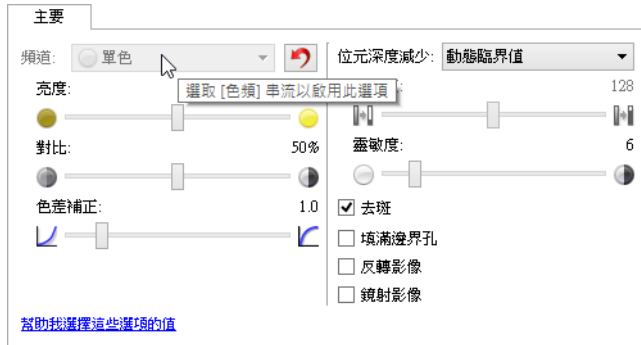 主要
頻道:
單色
亮度:
選取 [色頻] 串流以啟用此選項
對比:
50%
色差補正:
1.0
幫助我選擇這些選項的值
位元深度減少:
動態臨界值
128
靈敏度:
6
去斑
填滿邊界孔
反轉影像
鏡射影像